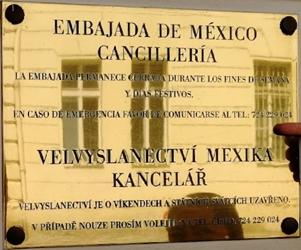 EMBAJADA DE MÉXICO
CANCILLERÍA
LA EMBAJADA PERMANECE CERRADA DURANTE LOS FINES DE SEMANA
Y DIAS FESTIVOS.
EN CASO DE EMERGENCIA FAVOR DE COMUNICARSE AL TEL: 724 229 024
VELVYSLANECTVÍ MEXIKA
KANCELÁŘ
VELVYSLANECTVÍ JE O VÍKENDECH A STÁTNÍCH SVÁTCÍCH UZAVŘENO.
V PŘÍPADĚ NOUZE PROSÍM VOLEJTE 724 229 024